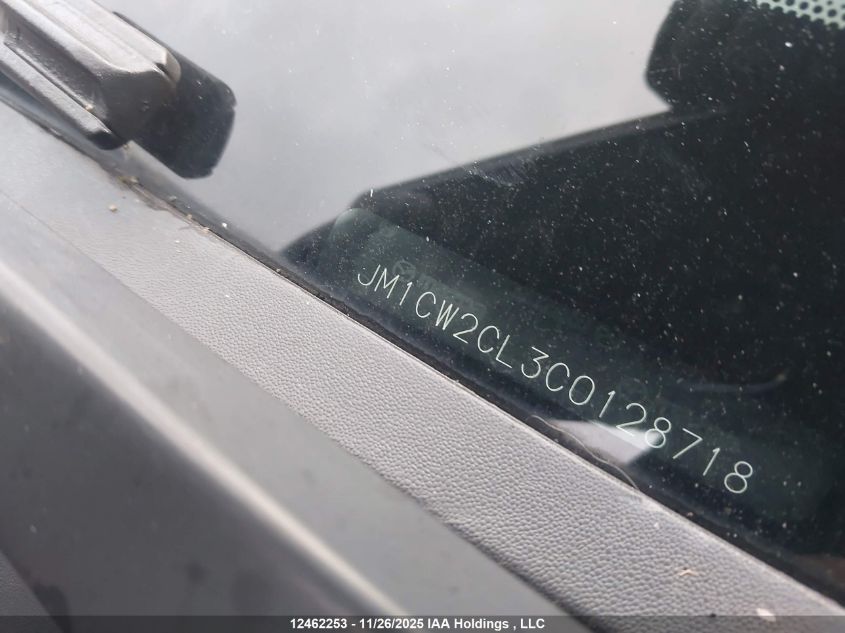 JM1CW2CL3C0128718
12462253 - 11/26/2025 IAA Holdings , LLC